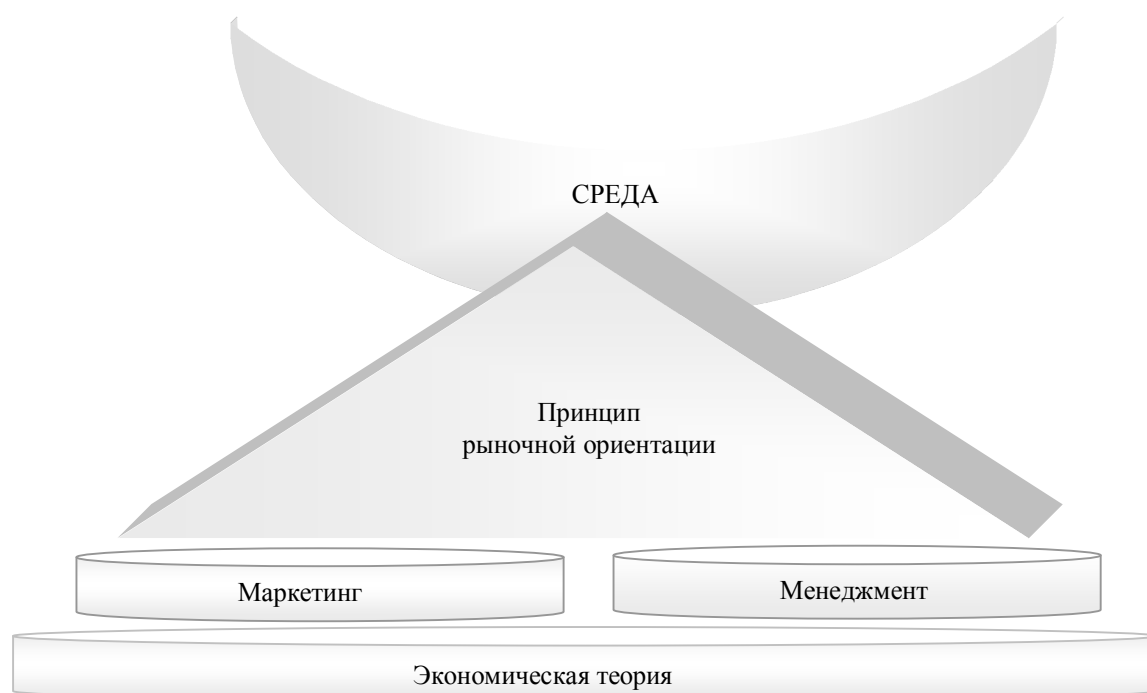 СРЕДА
Принцип
рыночной ориентации
Маркетинг
Менеджмент
Экономическая теория